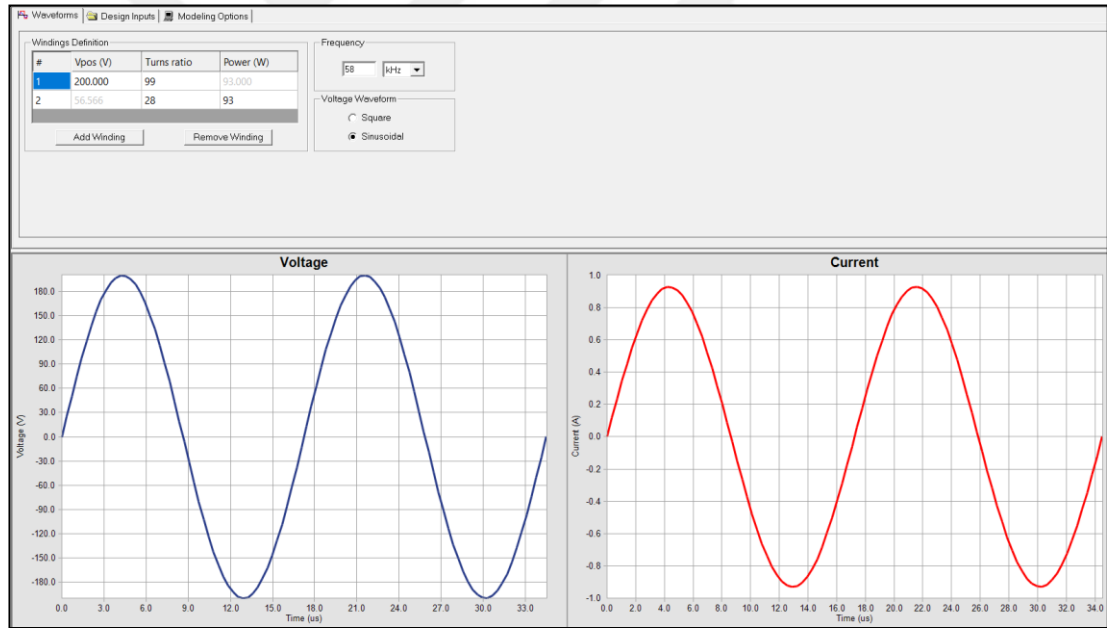 Waveforms Design Inputs Modeling Options
Windings Definition
# Vpos (V) Turns ratio Power (W)
1 200.000 99 93.000
2 56.566 28 93
Add Winding Remove Winding
Frequency
58 kHz
Voltage Waveform
Square
Sinusoidal
Voltage
180.0
150.0
120.0
90.0
60.0
30.0
0.0
-30.0
-60.0
-90.0
-120.0
-150.0
-180.0
Voltage (V)
0.0 3.0 6.0 9.0 12.0 15.0 18.0 21.0 24.0 27.0 30.0 33.0
Time (us)
Current
1.0
0.8
0.6
0.4
0.2
0.0
-0.2
-0.4
-0.6
-0.8
-1.0
Current (A)
0.0 2.0 4.0 6.0 8.0 10.0 12.0 14.0 16.0 18.0 20.0 22.0 24.0 26.0 28.0 30.0 32.0 34.0
Time (us)